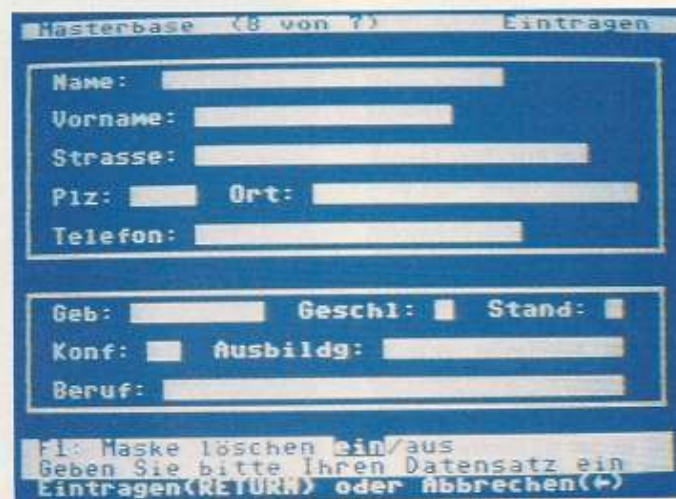 Masterbase (8 von 7) Eintragen
Name:
Vorname:
Strasse:
Plz: Ort:
Telefon:
Geb: Geschl: Stand:
Konf: Ausbildg:
Beruf:
F1: Maske löschen ein/aus
Geben Sie bitte Ihren Datensatz ein
Eintragen(RETURN) oder Abbrechen(←)